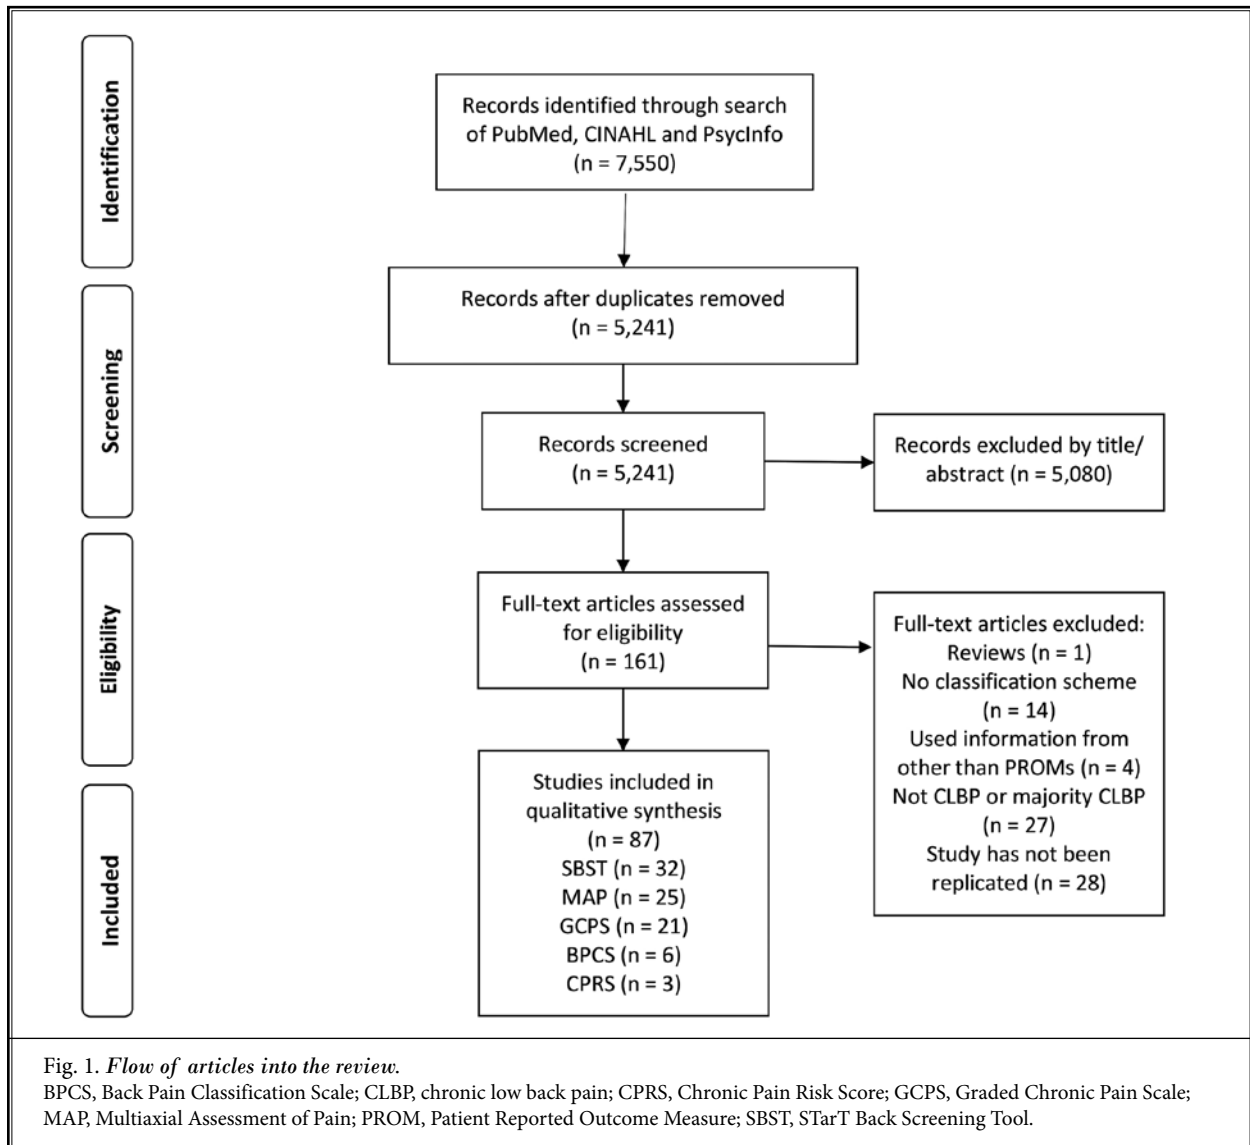 Identification
Records identified through search
of PubMed, CINAHL and PsycInfo
(n = 7,550)
Screening
Records after duplicates removed
(n = 5,241)
Records screened
(n = 5,241)
Records excluded by title/
abstract (n = 5,080)
Eligibility
Full-text articles assessed
for eligibility
(n = 161)
Full-text articles excluded:
Reviews (n = 1)
No classification scheme
(n = 14)
Used information from
other than PROMs (n = 4)
Not CLBP or majority CLBP
(n = 27)
Study has not been
replicated (n = 28)
Included
Studies included in
qualitative synthesis
(n = 87)
SBST (n = 32)
MAP (n = 25)
GCPS (n = 21)
BPCS (n = 6)
CPRS (n = 3)
Fig. 1. Flow of articles into the review.
BPCS, Back Pain Classification Scale; CLBP, chronic low back pain; CPRS, Chronic Pain Risk Score; GCPS, Graded Chronic Pain Scale;
MAP, Multiaxial Assessment of Pain; PROM, Patient Reported Outcome Measure; SBST, STarT Back Screening Tool.